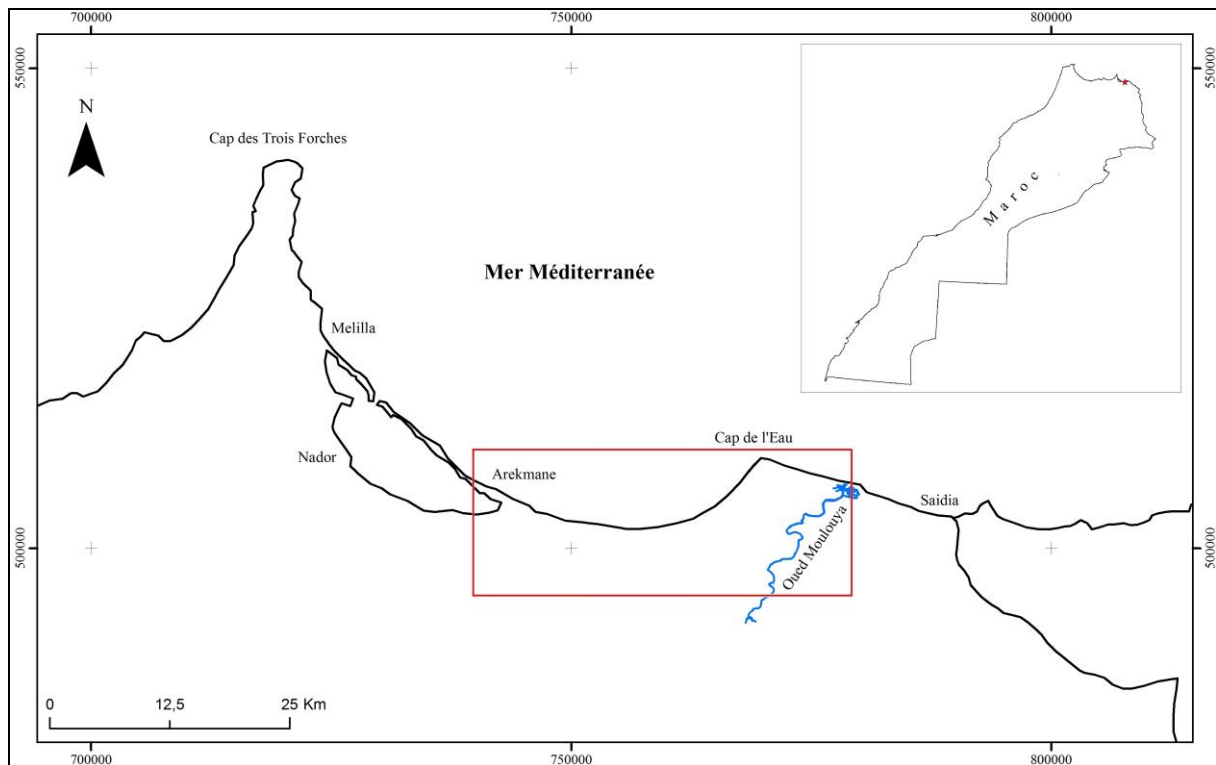 700000 750000 800000
550000 550000
N
Cap des Trois Forches
Maroc
Mer Méditerranée
Melilla
Cap de l'Eau
Nador
Arekmane
Saidia
Oued Moulouya
500000 500000
0 12,5 25 Km
700000 750000 800000